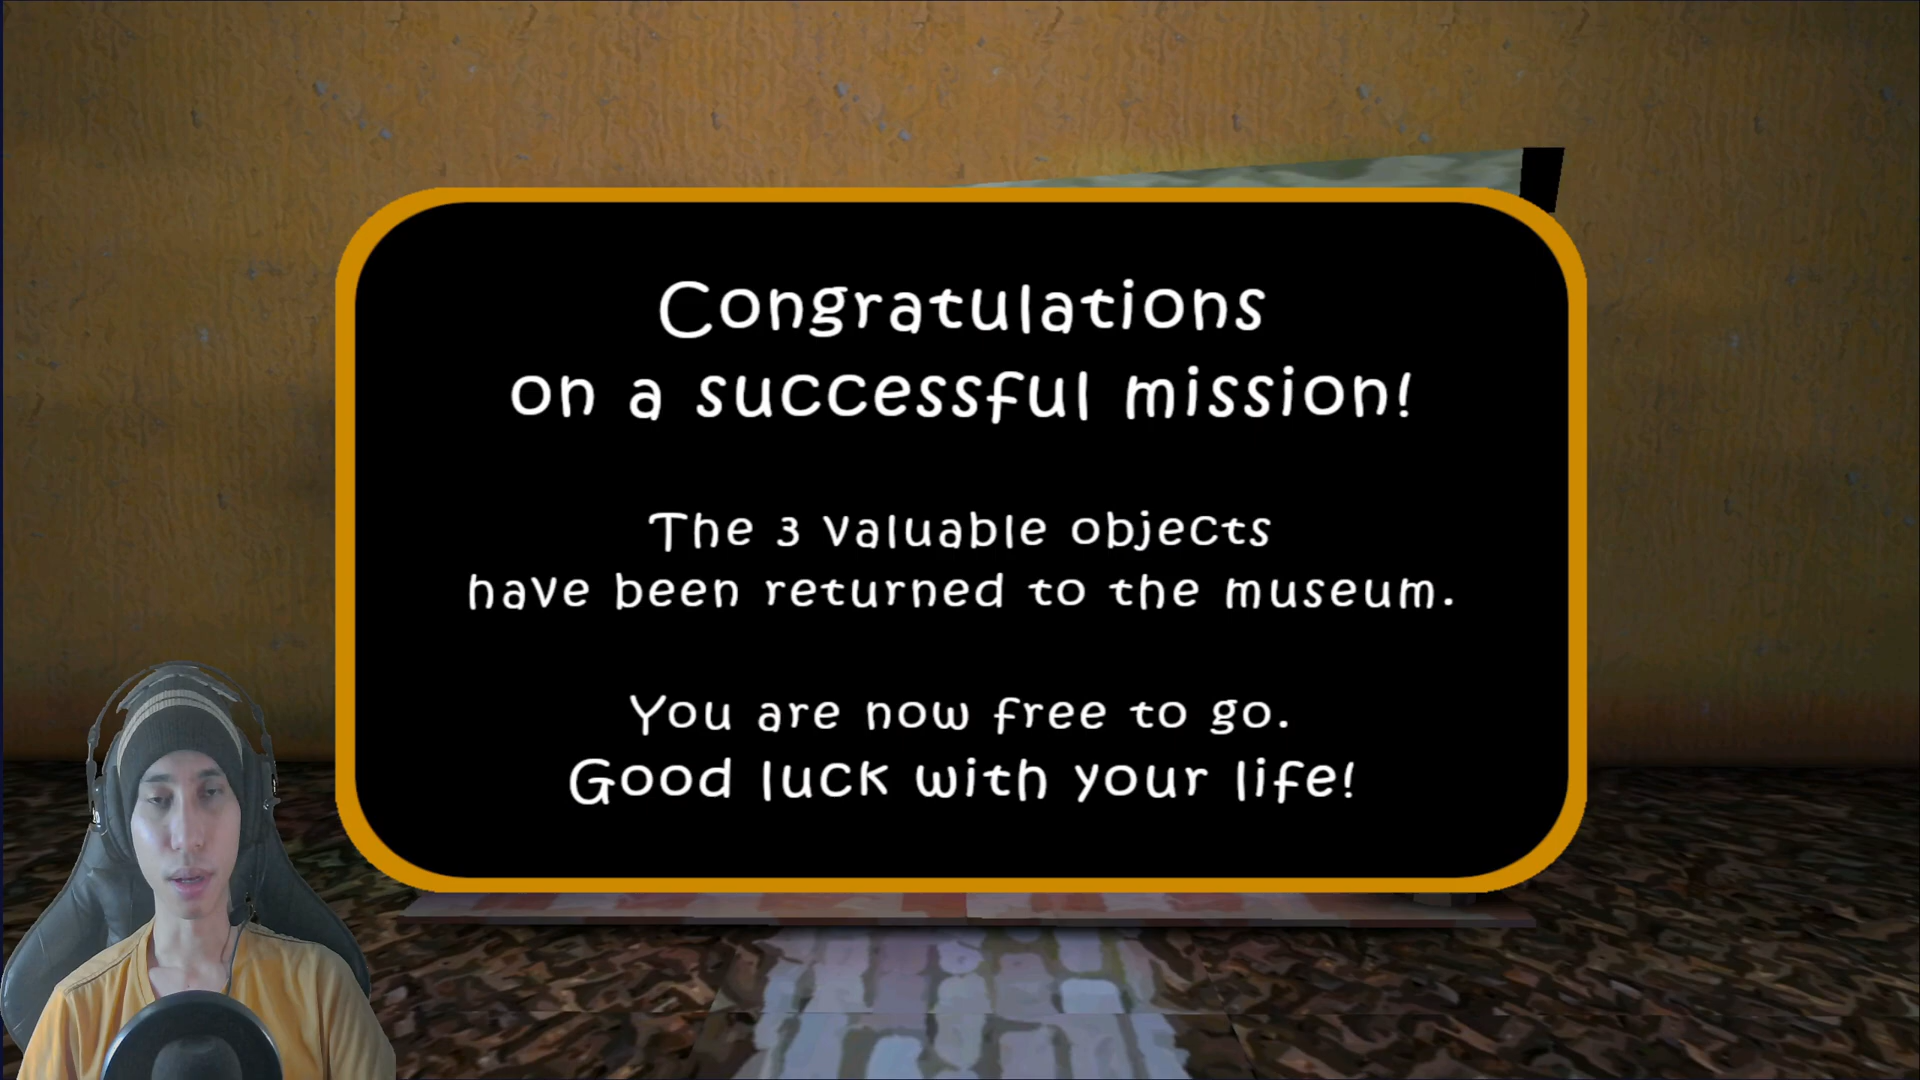 Congratulations
on a successful mission!
The 3 valuable objects
have been returned to the museum.
You are now free to go.
Good luck with your life!